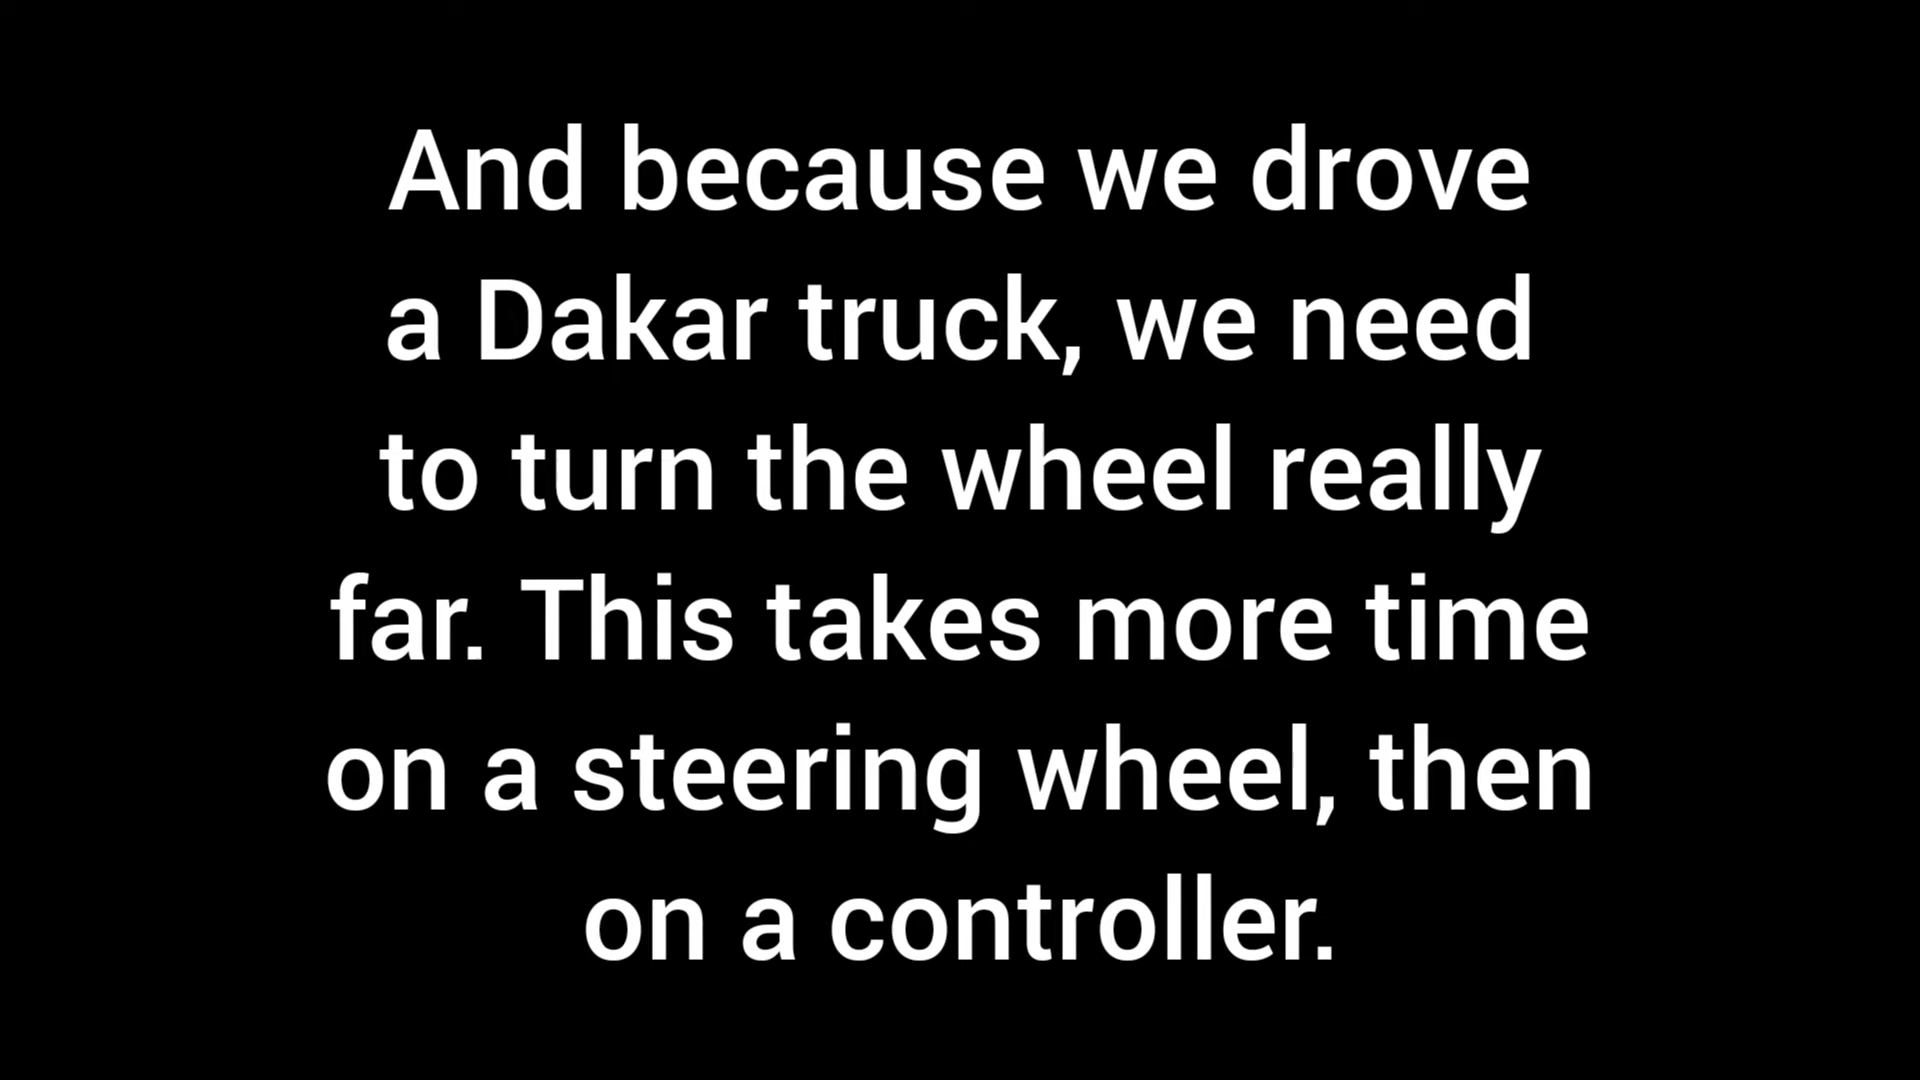 And because we drove
a Dakar truck, we need
to turn the wheel really
far. This takes more time
on a steering wheel, then
on a controller.